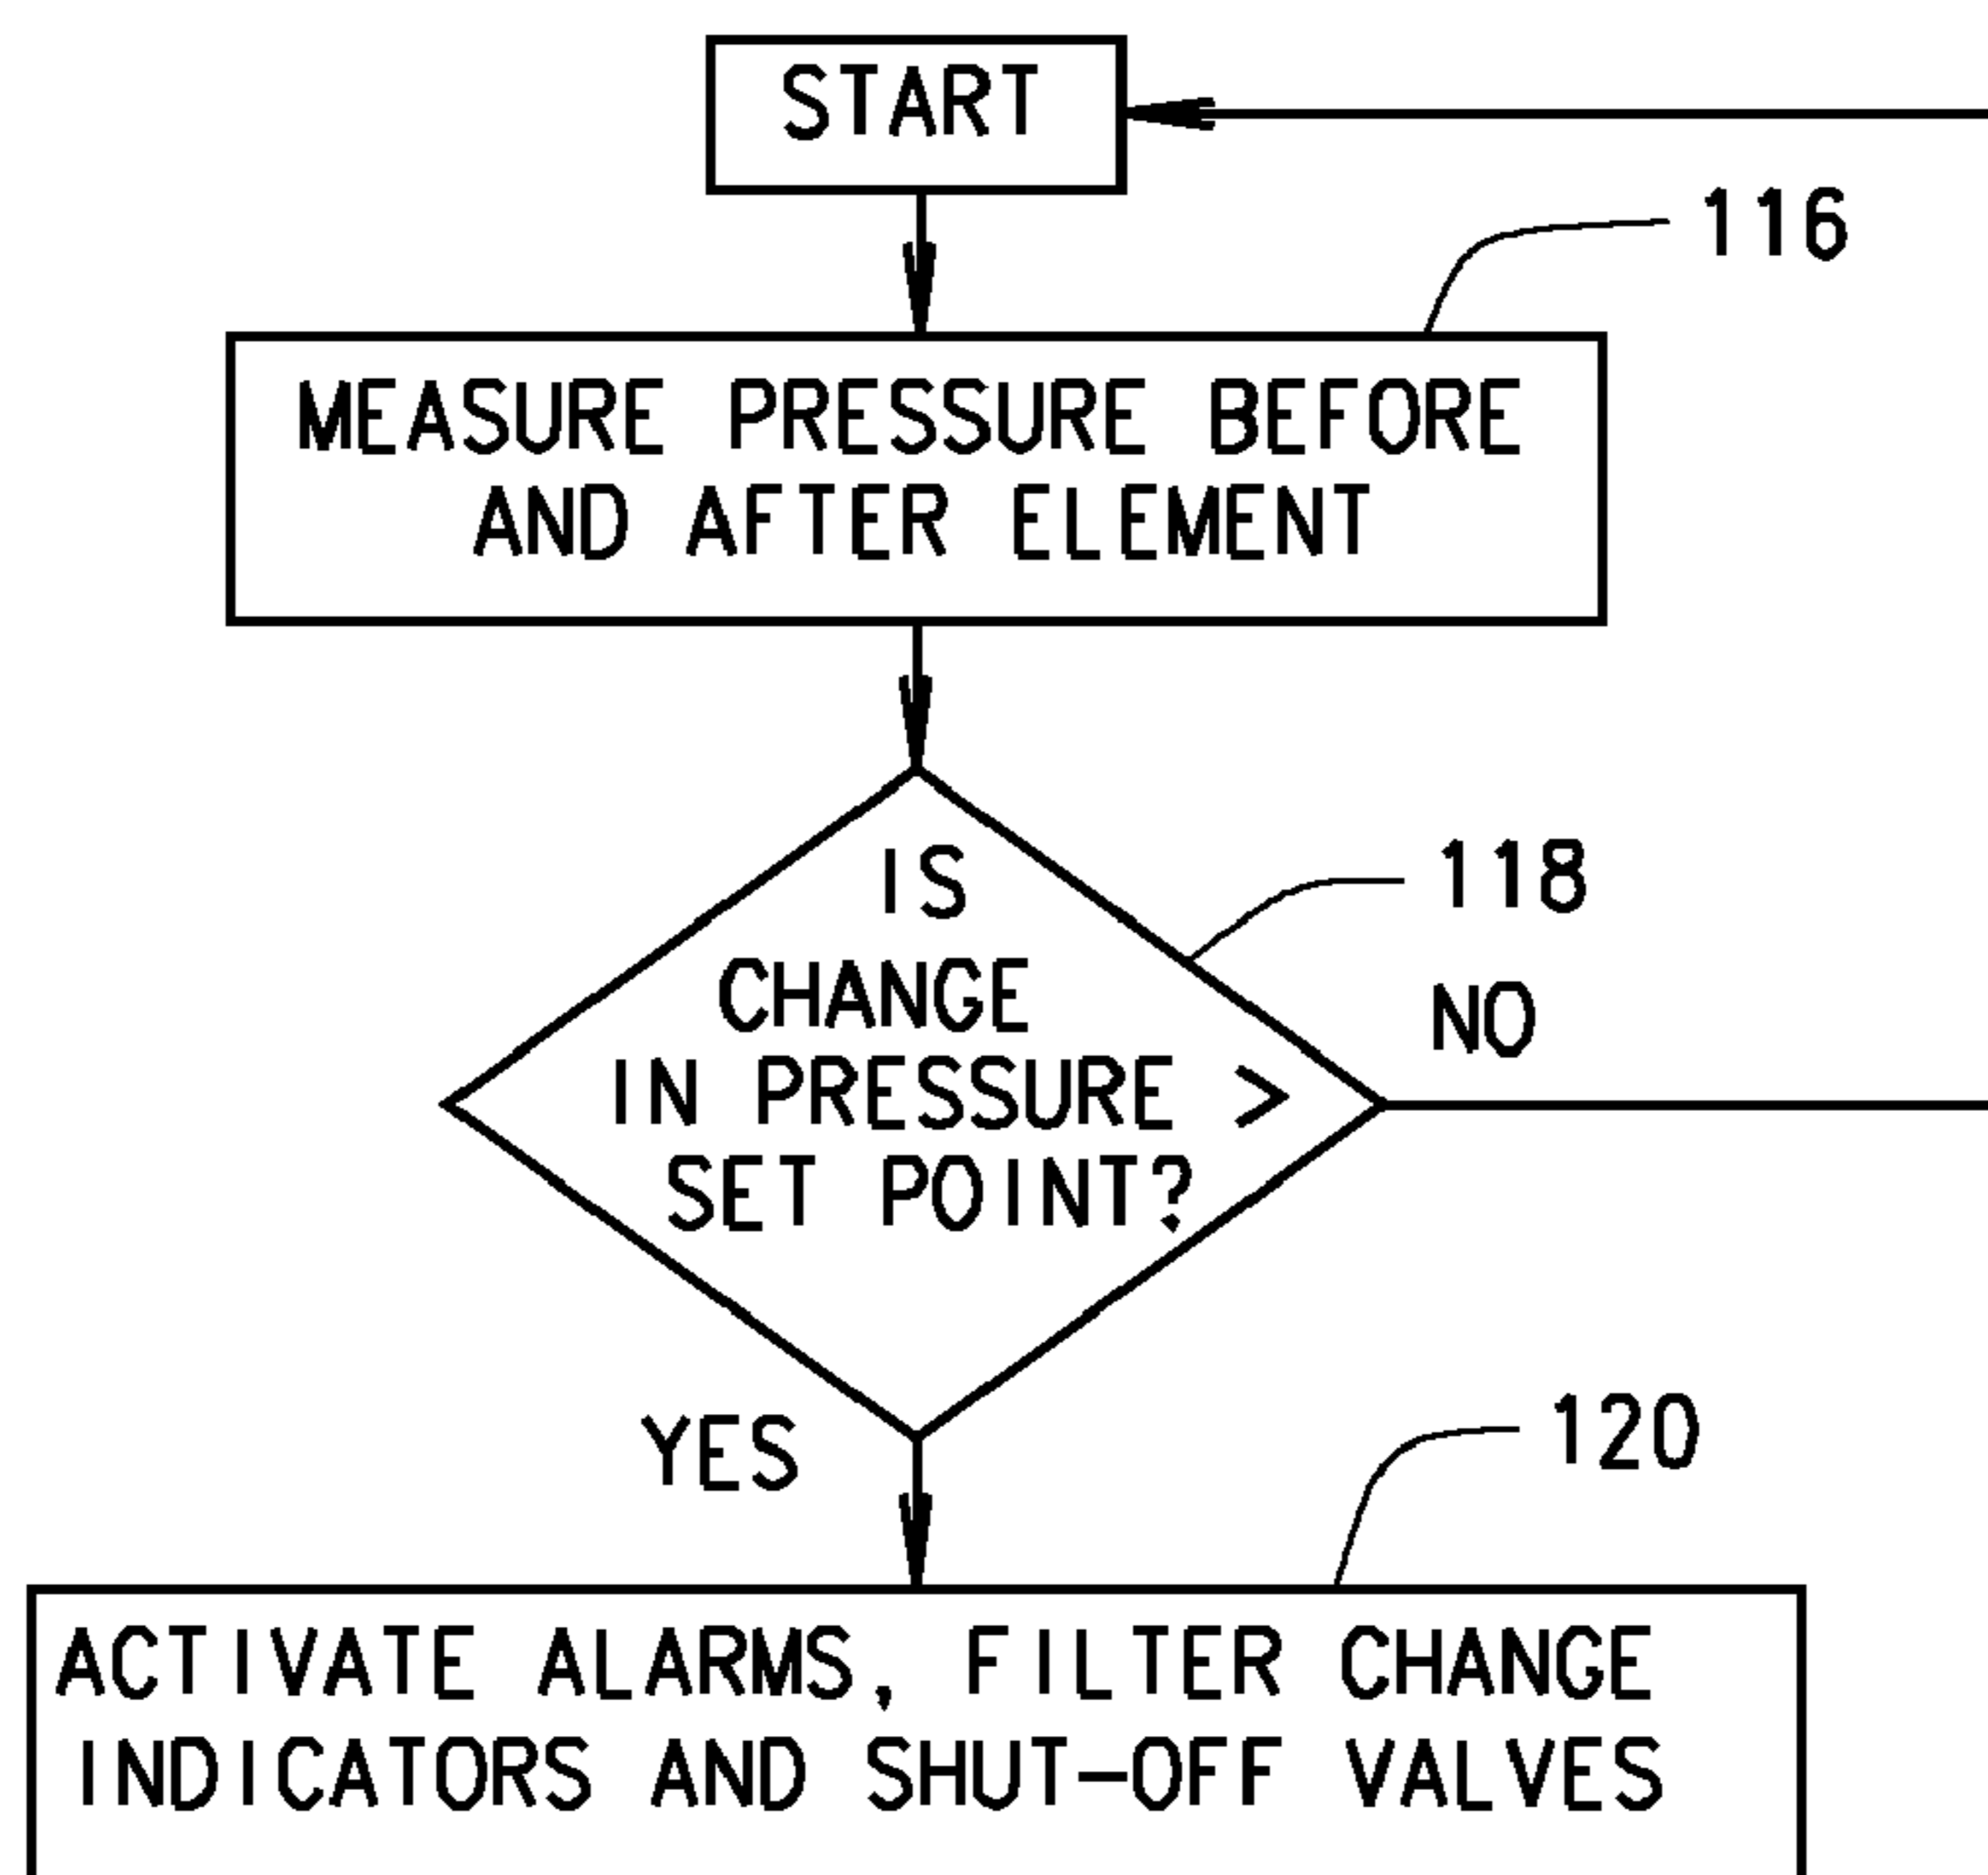 START
116
MEASURE PRESSURE BEFORE
AND AFTER ELEMENT
118
IS
CHANGE
IN PRESSURE >
SET POINT?
NO
YES
120
ACTIVATE ALARMS, FILTER CHANGE
INDICATORS AND SHUT-OFF VALVES